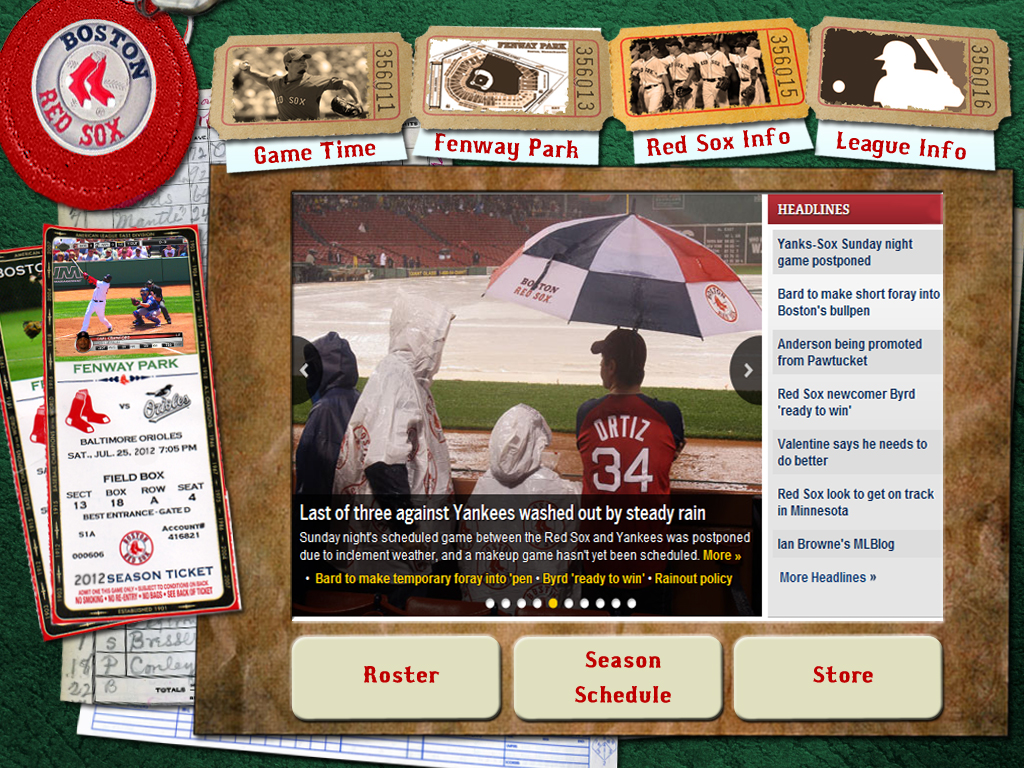 BOSTON
RED SOX
356011
356013
356015
356016
FENWAY PARK
SOX
Game Time
Fenway Park
Red Sox Info
League Info
Mantle
HEADLINES
Yanks-Sox Sunday night
game postponed
Bard to make short foray into
Boston's bullpen
Anderson being promoted
from Pawtucket
Red Sox newcomer Byrd
'ready to win'
Valentine says he needs to
do better
Red Sox look to get on track
in Minnesota
Ian Browne's MLBlog
More Headlines »
BOSTON
RED SOX
ORTIZ
34
Last of three against Yankees washed out by steady rain
Sunday night's scheduled game between the Red Sox and Yankees was postponed
due to inclement weather, and a makeup game hasn't yet been scheduled. More »
• Bard to make temporary foray into 'pen • Byrd 'ready to win' • Rainout policy
AMERICAN LEAGUE EAST DIVISION
FENWAY PARK
VS
Orioles
BALTIMORE ORIOLES
SAT., JUL. 25, 2012 7:05 PM
FIELD BOX
SECT BOX ROW SEAT
13 18 A 4
BEST ENTRANCE - GATE D
51A
ACCOUNT#
416821
000606
2012 SEASON TICKET
ADMIT ONE THIS GAME ONLY • SUBJECT TO CONDITIONS ON BACK
NO SMOKING • NO RE-ENTRY • NO BAGS • SEE BACK OF TICKET
ESTABLISHED 1901
S
P Conley
B
TOTALS
Roster
Season
Schedule
Store